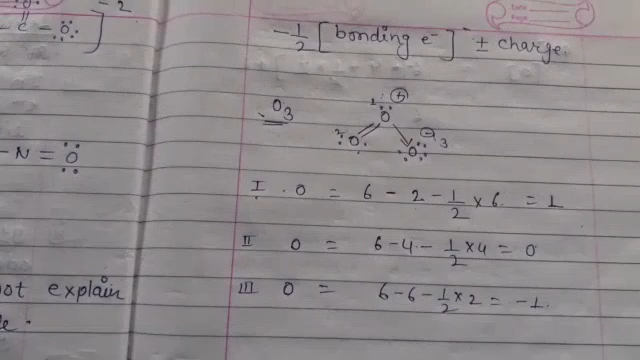 -2
- C - O
- N = O
not explain
- 1/2 [bonding e⁻] ± charge.
O₃
1 O ⊕
2 O
O ⊖ 3
I . O = 6 - 2 - 1/2 × 6 = 1
II O = 6 - 4 - 1/2 × 4 = 0
III O = 6 - 6 - 1/2 × 2 = -1.